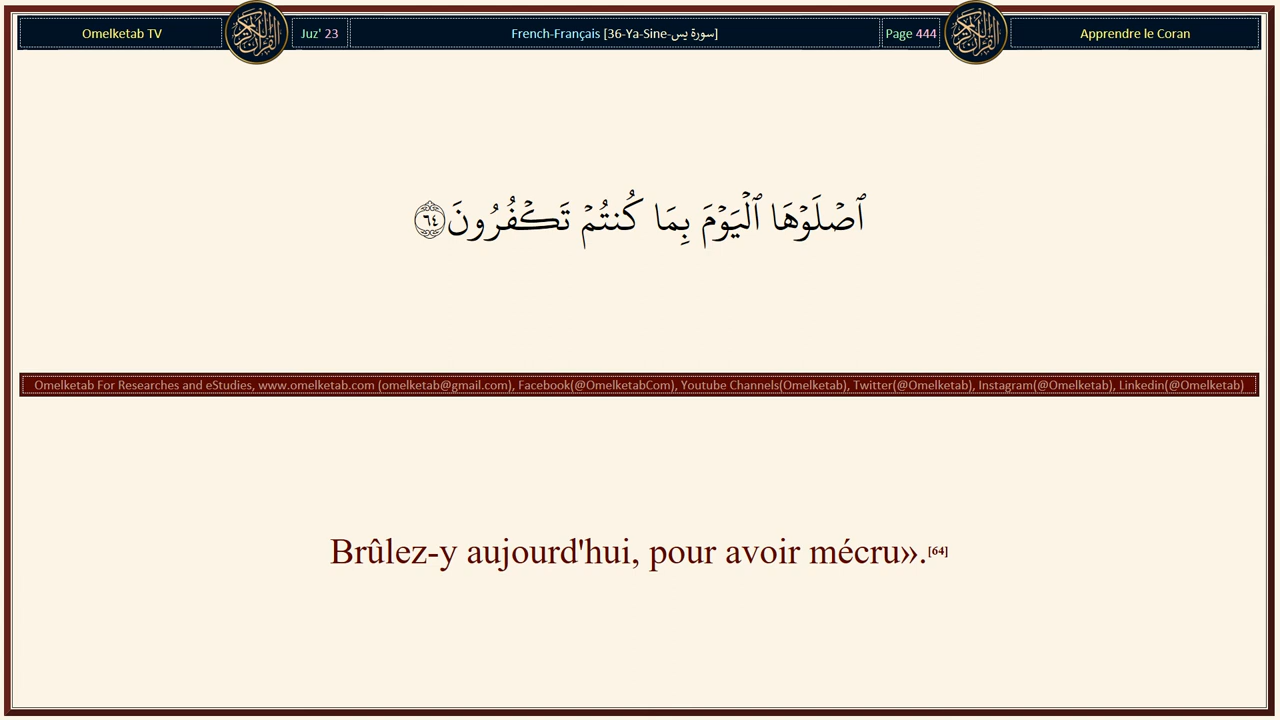 Omelketab TV
Juz' 23
French-Français [36-Ya-Sine-سورة يس]
Page 444
Apprendre le Coran
ٱصۡلَوۡهَا ٱلۡيَوۡمَ بِمَا كُنتُمۡ تَكۡفُرُونَ ٦٤
Omelketab For Researches and eStudies, www.omelketab.com (omelketab@gmail.com), Facebook(@OmelketabCom), Youtube Channels(Omelketab), Twitter(@Omelketab), Instagram(@Omelketab), Linkedin(@Omelketab)
Brûlez-y aujourd'hui, pour avoir mécru».[64]